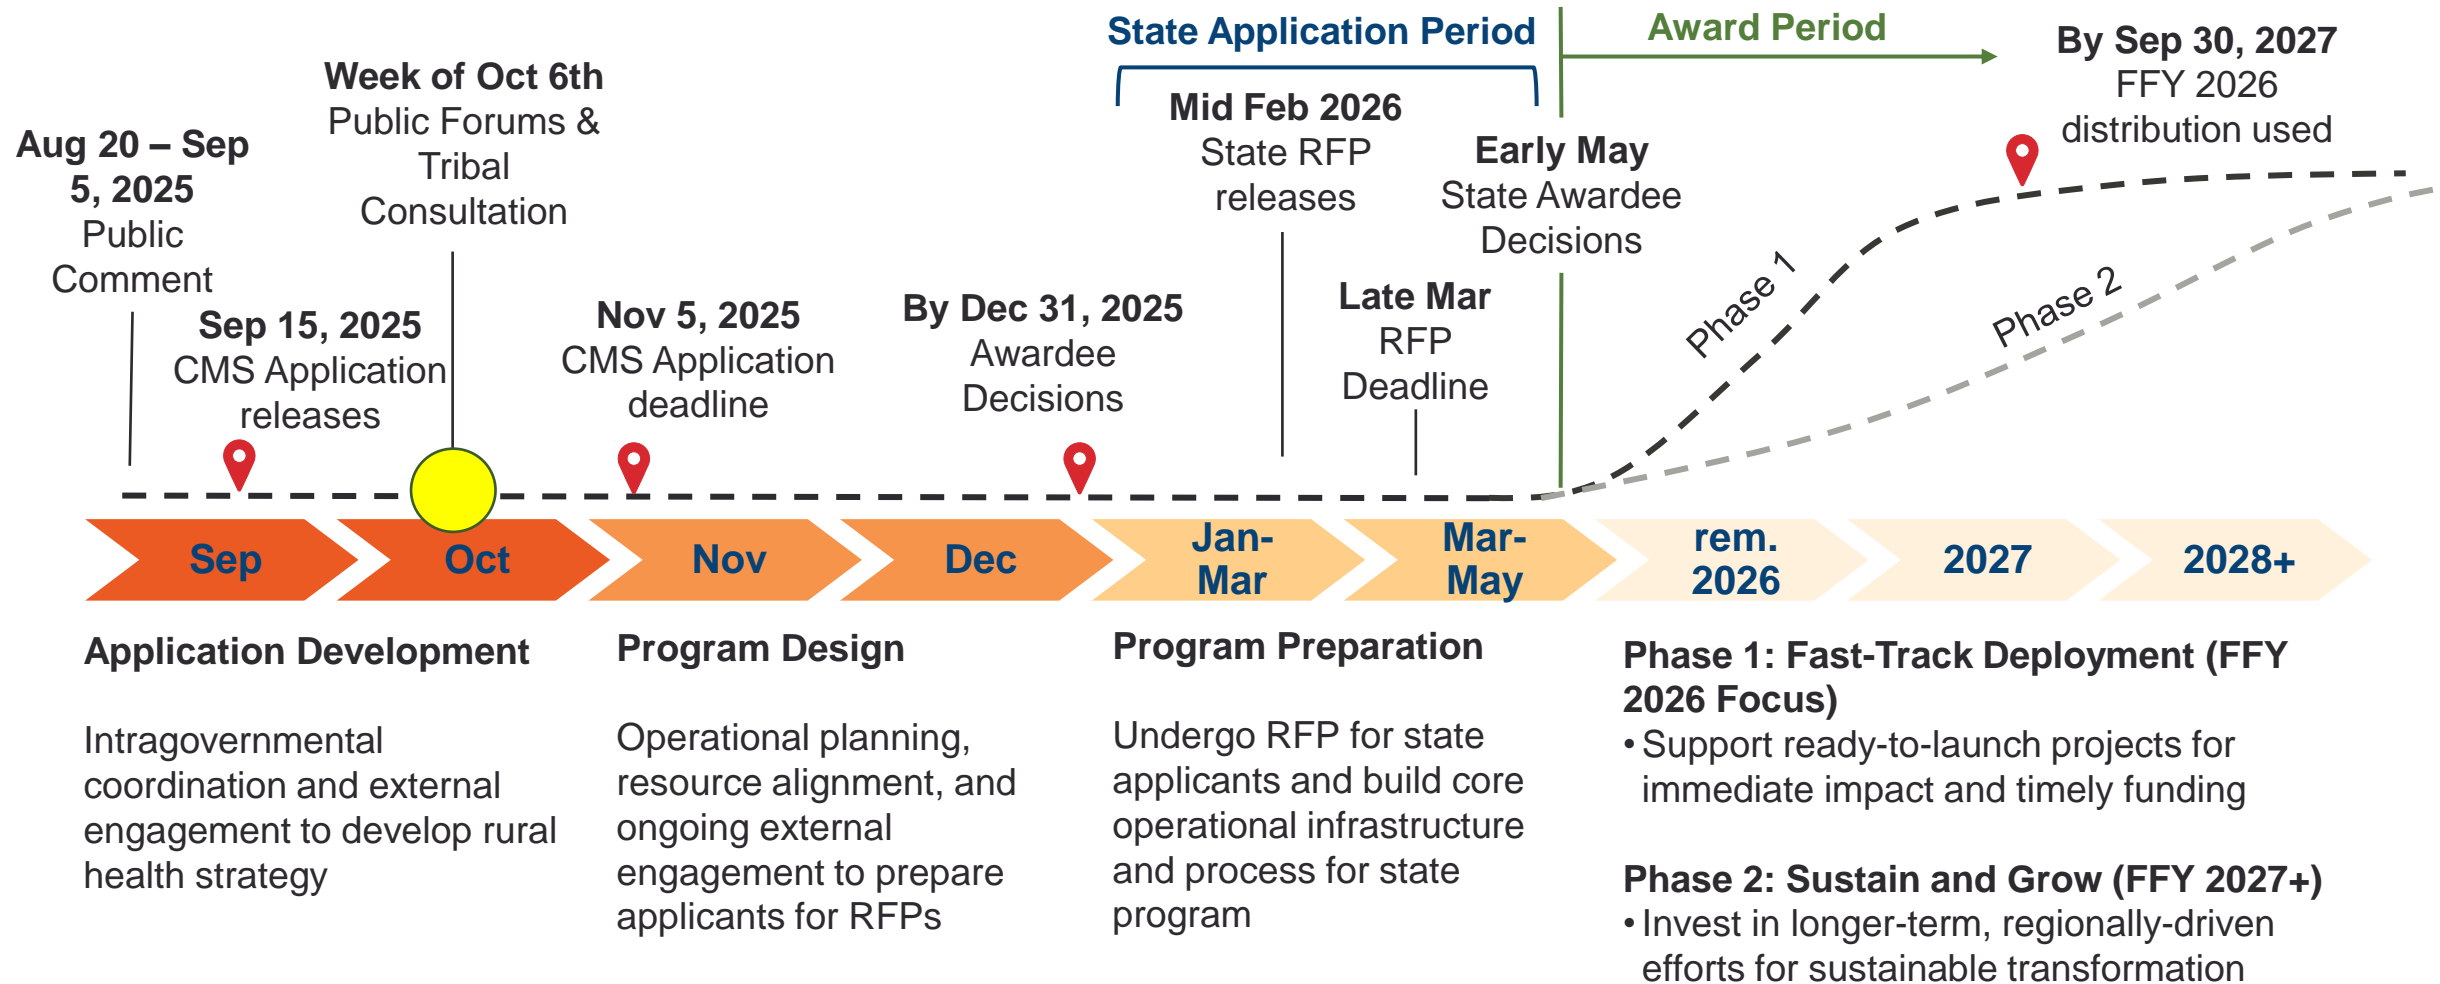 State Application Period
Award Period
By Sep 30, 2027
FFY 2026
distribution used
Week of Oct 6th
Public Forums &
Tribal
Consultation
Mid Feb 2026
State RFP
releases
Aug 20 – Sep
5, 2025
Public
Comment
Early May
State Awardee
Decisions
Sep 15, 2025
CMS Application
releases
Nov 5, 2025
CMS Application
deadline
By Dec 31, 2025
Awardee
Decisions
Late Mar
RFP
Deadline
Phase 1
Phase 2
Sep
Oct
Nov
Dec
Jan-
Mar
Mar-
May
rem.
2026
2027
2028+
Application Development
Intragovernmental
coordination and external
engagement to develop rural
health strategy
Program Design
Operational planning,
resource alignment, and
ongoing external
engagement to prepare
applicants for RFPs
Program Preparation
Undergo RFP for state
applicants and build core
operational infrastructure
and process for state
program
Phase 1: Fast-Track Deployment (FFY
2026 Focus)
• Support ready-to-launch projects for
immediate impact and timely funding
Phase 2: Sustain and Grow (FFY 2027+)
• Invest in longer-term, regionally-driven
efforts for sustainable transformation